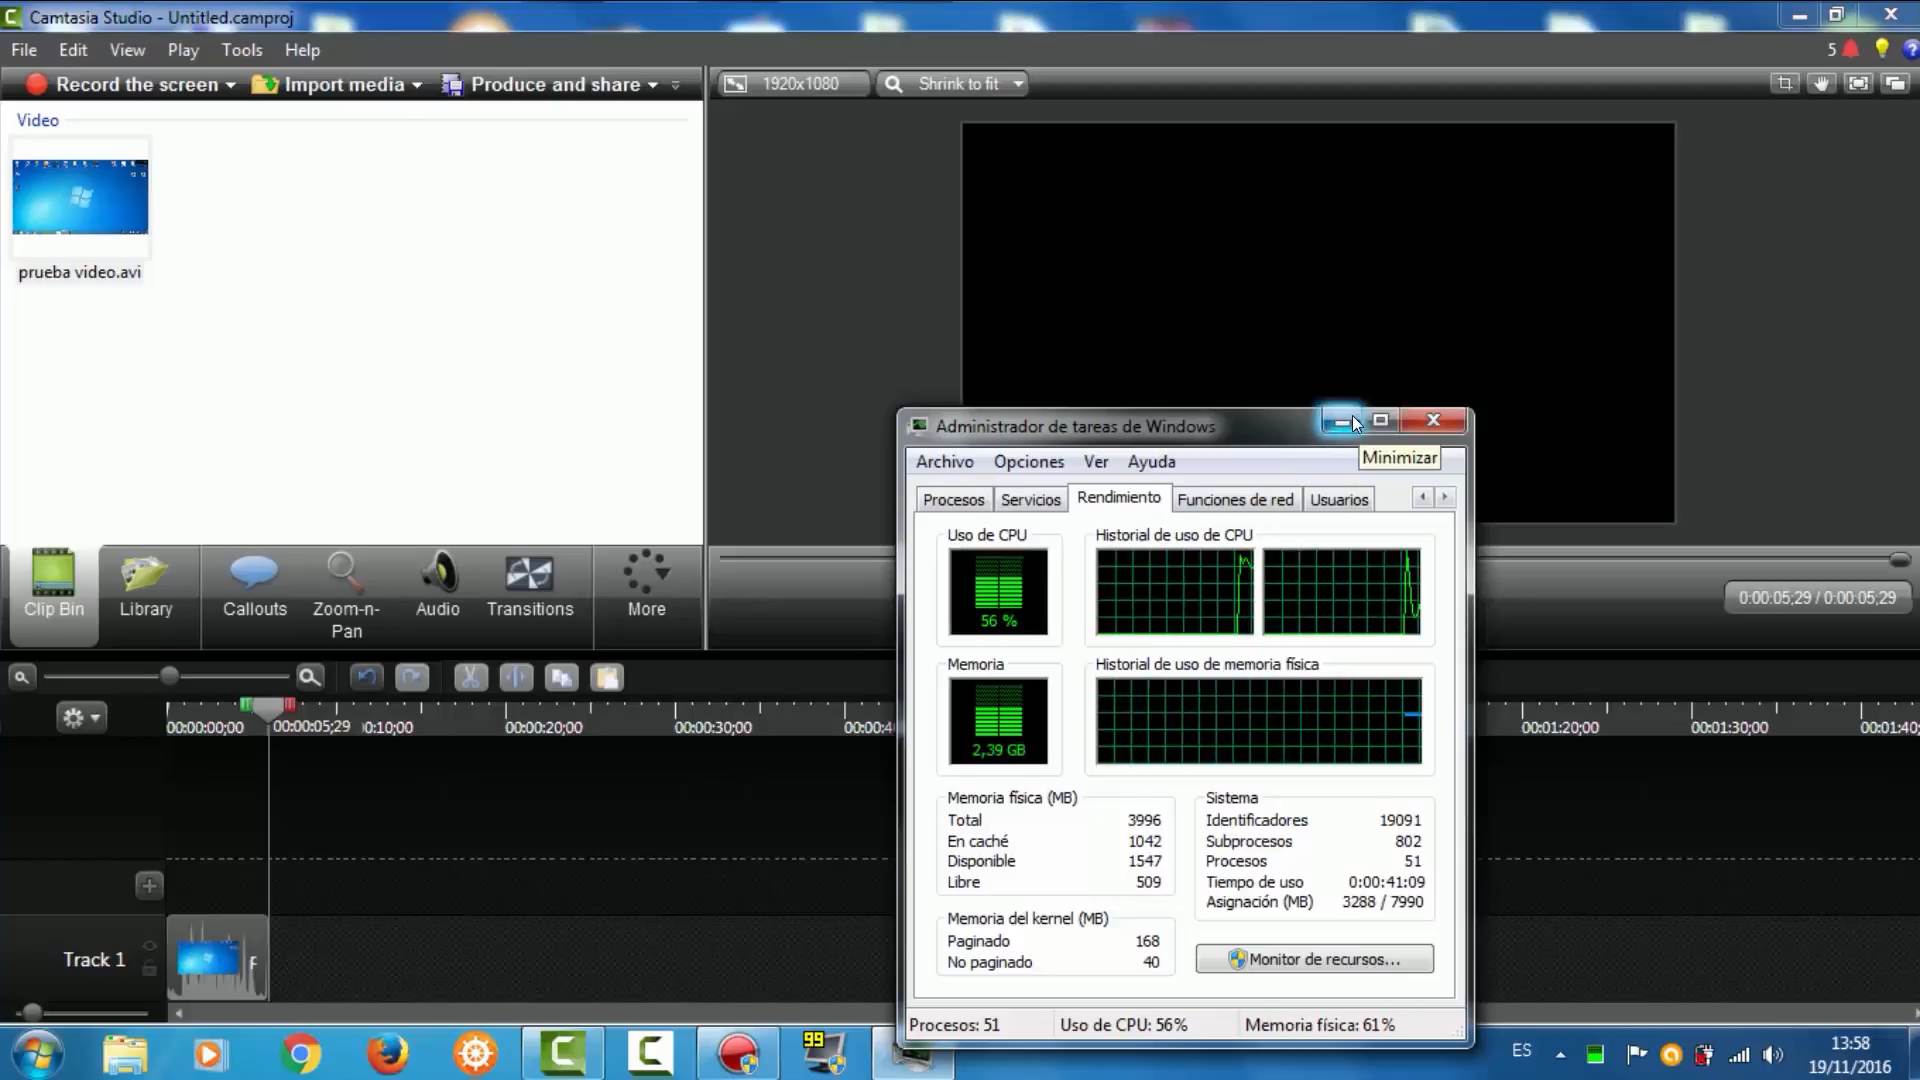 Camtasia Studio - Untitled.camproj
File Edit View Play Tools Help
5
Record the screen Import media Produce and share
1920x1080 Shrink to fit
Video
prueba video.avi
Clip Bin Library Callouts Zoom-n-Pan Audio Transitions More
0:00:05;29 / 0:00:05;29
00:00:00;00 00:00:05;29 00:00:20;00 00:00:30;00 00:01:20;00 00:01:30;00
Track 1
Administrador de tareas de Windows
Minimizar
Archivo Opciones Ver Ayuda
Procesos Servicios Rendimiento Funciones de red Usuarios
Uso de CPU Historial de uso de CPU
56 %
Memoria Historial de uso de memoria física
2,39 GB
Memoria física (MB)
Total 3996
En caché 1042
Disponible 1547
Libre 509
Memoria del kernel (MB)
Paginado 168
No paginado 40
Sistema
Identificadores 19091
Subprocesos 802
Procesos 51
Tiempo de uso 0:00:41:09
Asignación (MB) 3288 / 7990
Monitor de recursos...
Procesos: 51 Uso de CPU: 56% Memoria física: 61%
99
ES
13:58
19/11/2016